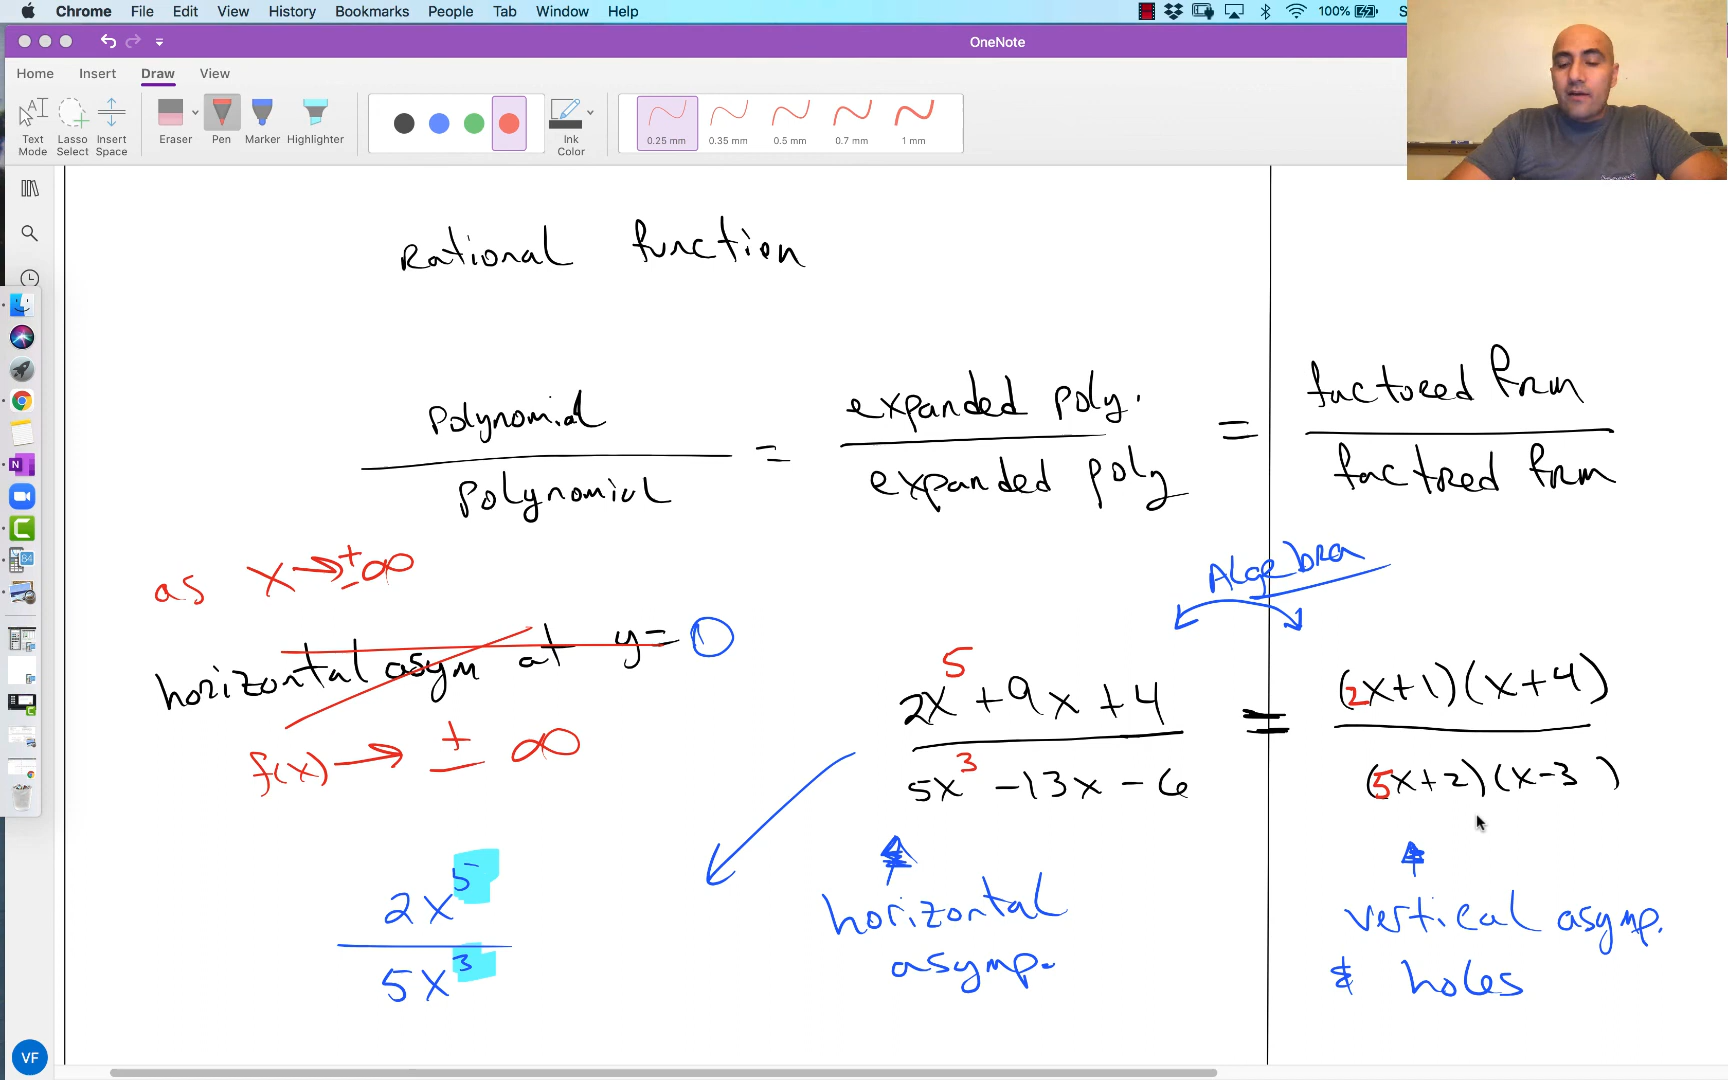 Chrome File Edit View History Bookmarks People Tab Window Help 100%
OneNote
Home Insert Draw View
Text Mode Lasso Select Insert Space Eraser Pen Marker Highlighter Ink Color 0.25 mm 0.35 mm 0.5 mm 0.7 mm 1 mm
Rational function
polynomial / polynomial = expanded poly. / expanded poly = factored form / factored form
as x → ± ∞
Algebra
horizontal asym at y = 0
f(x) → ± ∞
2x^5 + 9x + 4 / 5x^3 - 13x - 6 = (2x+1)(x+4) / (5x+2)(x-3)
2x^5 / 5x^3
horizontal asymp.
vertical asymp. & holes
VF